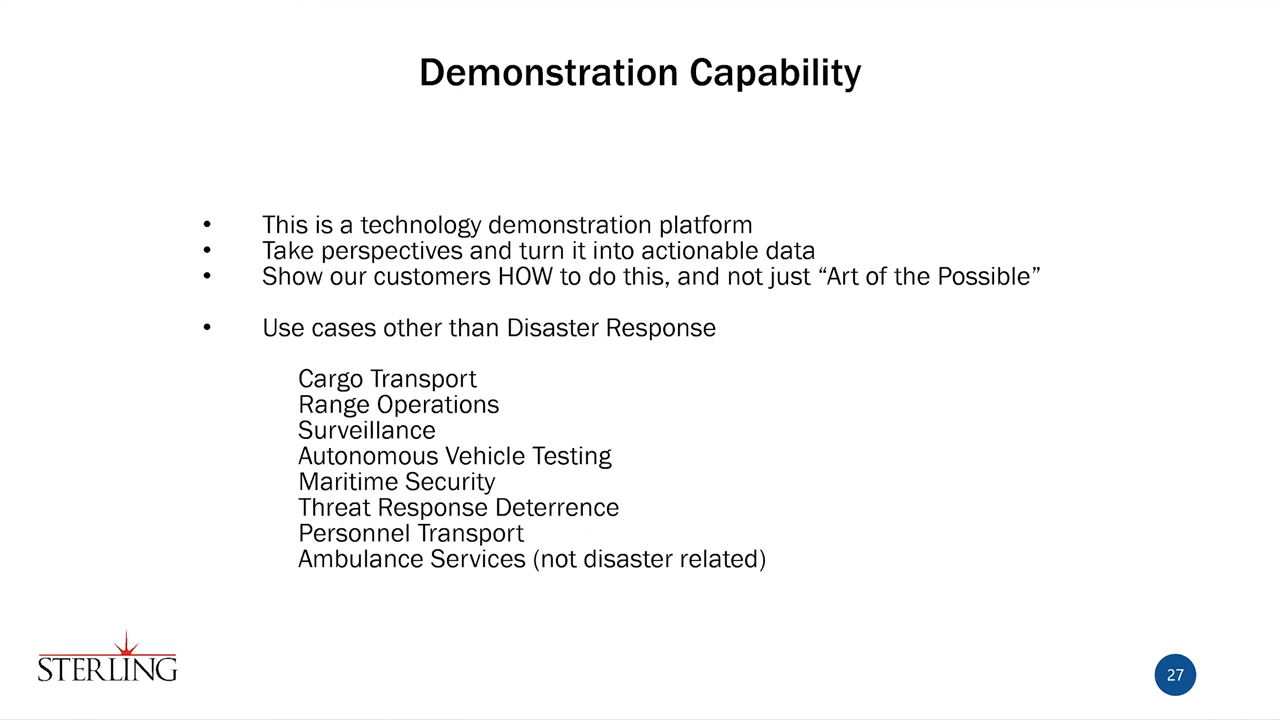 Demonstration Capability
• This is a technology demonstration platform
• Take perspectives and turn it into actionable data
• Show our customers HOW to do this, and not just “Art of the Possible”
• Use cases other than Disaster Response
Cargo Transport
Range Operations
Surveillance
Autonomous Vehicle Testing
Maritime Security
Threat Response Deterrence
Personnel Transport
Ambulance Services (not disaster related)
STERLING
27